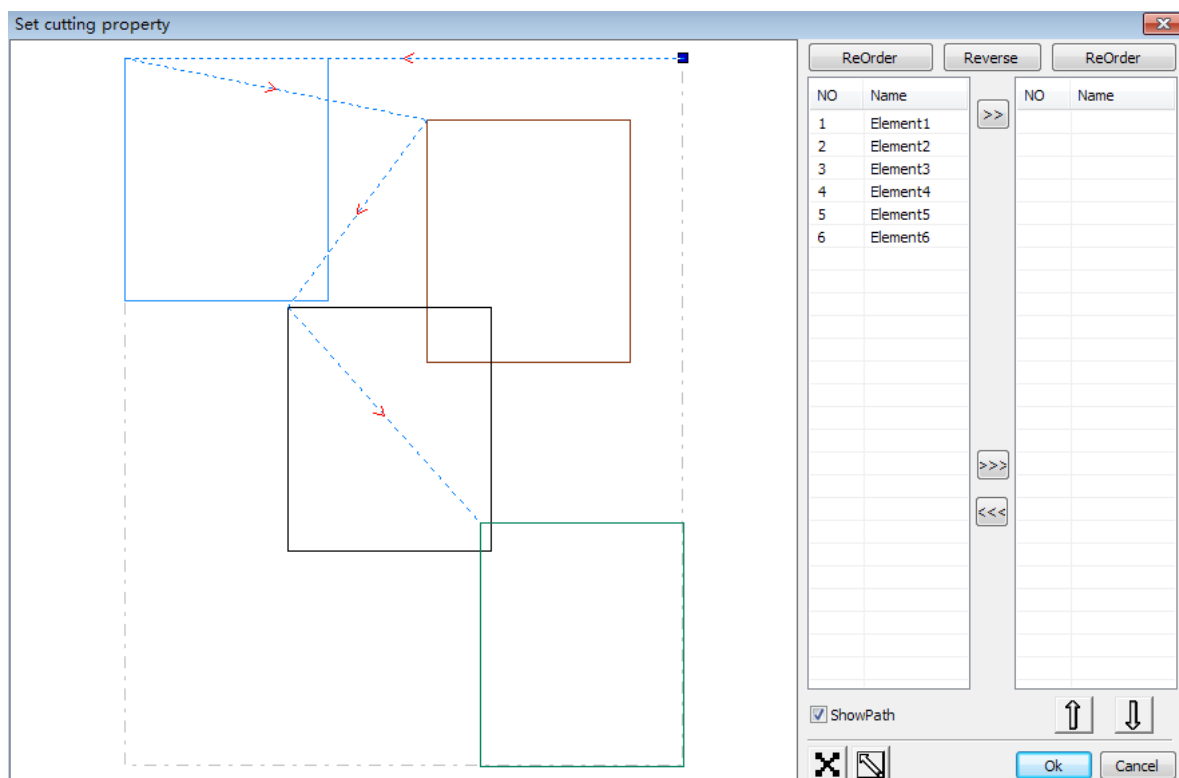 Set cutting property
ReOrder Reverse ReOrder
NO Name >> NO Name
1 Element1
2 Element2
3 Element3
4 Element4
5 Element5
6 Element6
>>>
<<<
ShowPath
Ok Cancel